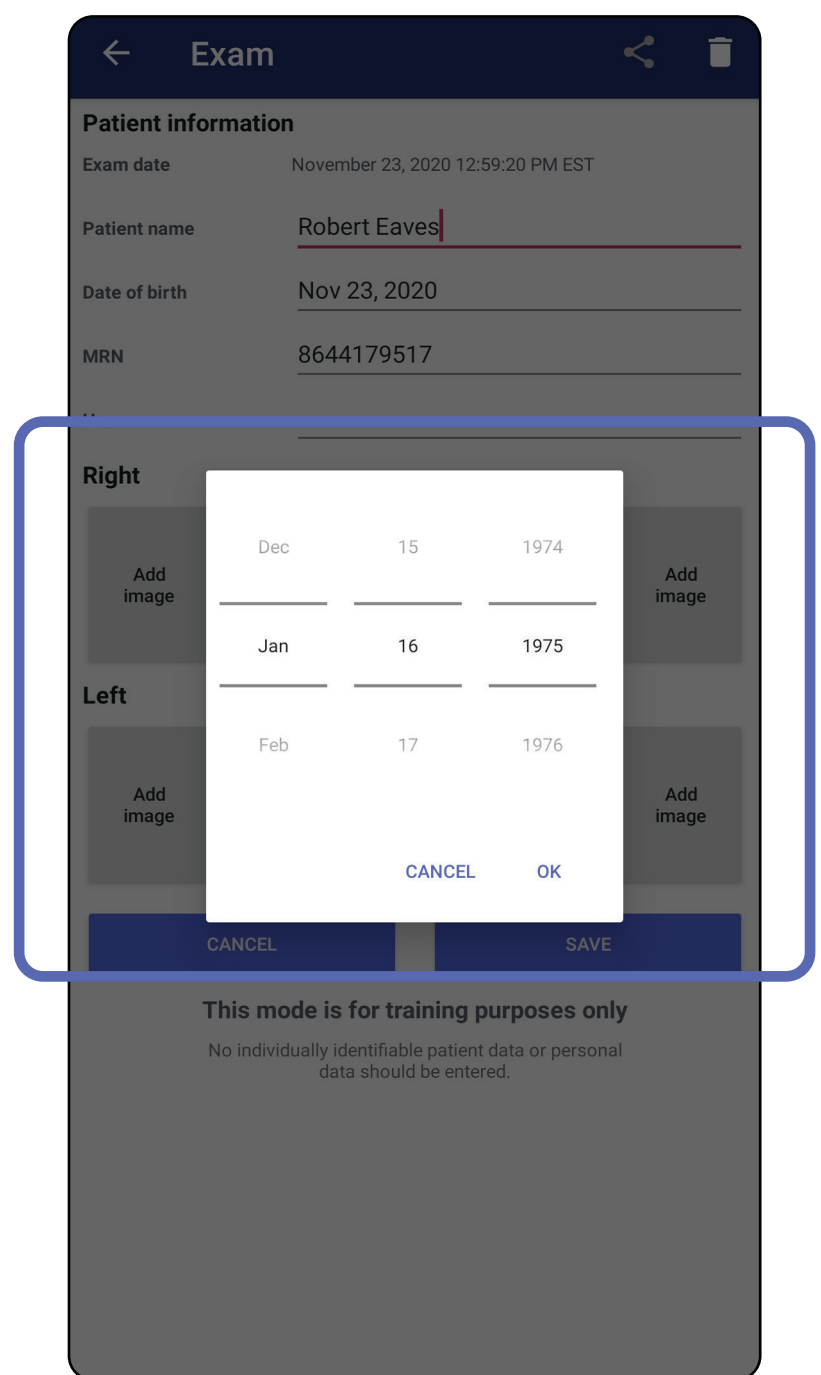 Exam
Patient information
Exam date November 23, 2020 12:59:20 PM EST
Patient name Robert Eaves
Date of birth Nov 23, 2020
MRN 8644179517
Right
Dec 15 1974
Add image Add image
Jan 16 1975
Left
Feb 17 1976
Add image Add image
CANCEL OK
CANCEL SAVE
This mode is for training purposes only
No individually identifiable patient data or personal
data should be entered.